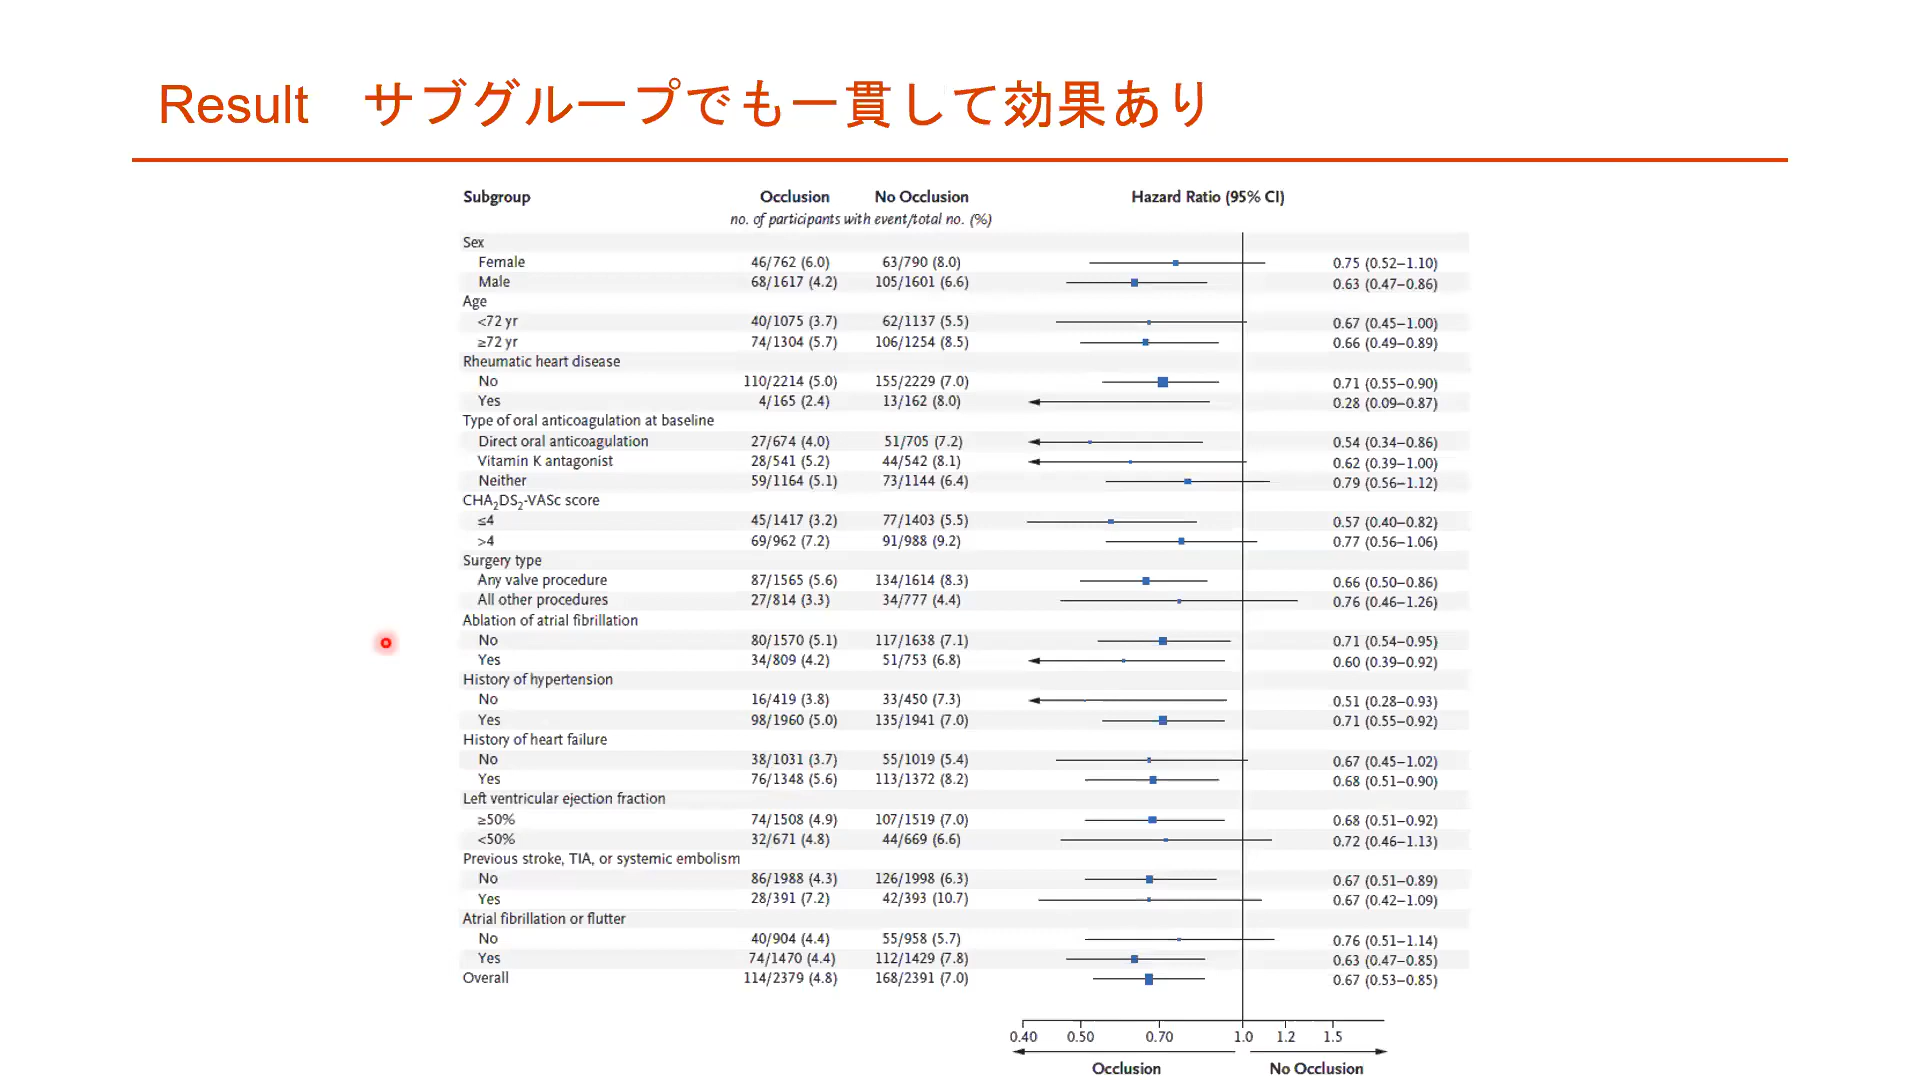 Result　サブグループでも一貫して効果あり
Subgroup Occlusion No Occlusion Hazard Ratio (95% CI)
no. of participants with event/total no. (%)
Sex
Female 46/762 (6.0) 63/790 (8.0) 0.75 (0.52–1.10)
Male 68/1617 (4.2) 105/1601 (6.6) 0.63 (0.47–0.86)
Age
<72 yr 40/1075 (3.7) 62/1137 (5.5) 0.67 (0.45–1.00)
≥72 yr 74/1304 (5.7) 106/1254 (8.5) 0.66 (0.49–0.89)
Rheumatic heart disease
No 110/2214 (5.0) 155/2229 (7.0) 0.71 (0.55–0.90)
Yes 4/165 (2.4) 13/162 (8.0) 0.28 (0.09–0.87)
Type of oral anticoagulation at baseline
Direct oral anticoagulation 27/674 (4.0) 51/705 (7.2) 0.54 (0.34–0.86)
Vitamin K antagonist 28/541 (5.2) 44/542 (8.1) 0.62 (0.39–1.00)
Neither 59/1164 (5.1) 73/1144 (6.4) 0.79 (0.56–1.12)
CHA2DS2-VASc score
≤4 45/1417 (3.2) 77/1403 (5.5) 0.57 (0.40–0.82)
>4 69/962 (7.2) 91/988 (9.2) 0.77 (0.56–1.06)
Surgery type
Any valve procedure 87/1565 (5.6) 134/1614 (8.3) 0.66 (0.50–0.86)
All other procedures 27/814 (3.3) 34/777 (4.4) 0.76 (0.46–1.26)
Ablation of atrial fibrillation
No 80/1570 (5.1) 117/1638 (7.1) 0.71 (0.54–0.95)
Yes 34/809 (4.2) 51/753 (6.8) 0.60 (0.39–0.92)
History of hypertension
No 16/419 (3.8) 33/450 (7.3) 0.51 (0.28–0.93)
Yes 98/1960 (5.0) 135/1941 (7.0) 0.71 (0.55–0.92)
History of heart failure
No 38/1031 (3.7) 55/1019 (5.4) 0.67 (0.45–1.02)
Yes 76/1348 (5.6) 113/1372 (8.2) 0.68 (0.51–0.90)
Left ventricular ejection fraction
≥50% 74/1508 (4.9) 107/1519 (7.0) 0.68 (0.51–0.92)
<50% 32/671 (4.8) 44/669 (6.6) 0.72 (0.46–1.13)
Previous stroke, TIA, or systemic embolism
No 86/1988 (4.3) 126/1998 (6.3) 0.67 (0.51–0.89)
Yes 28/391 (7.2) 42/393 (10.7) 0.67 (0.42–1.09)
Atrial fibrillation or flutter
No 40/904 (4.4) 55/958 (5.7) 0.76 (0.51–1.14)
Yes 74/1470 (4.4) 112/1429 (7.8) 0.63 (0.47–0.85)
Overall 114/2379 (4.8) 168/2391 (7.0) 0.67 (0.53–0.85)
0.40 0.50 0.70 1.0 1.2 1.5
Occlusion No Occlusion